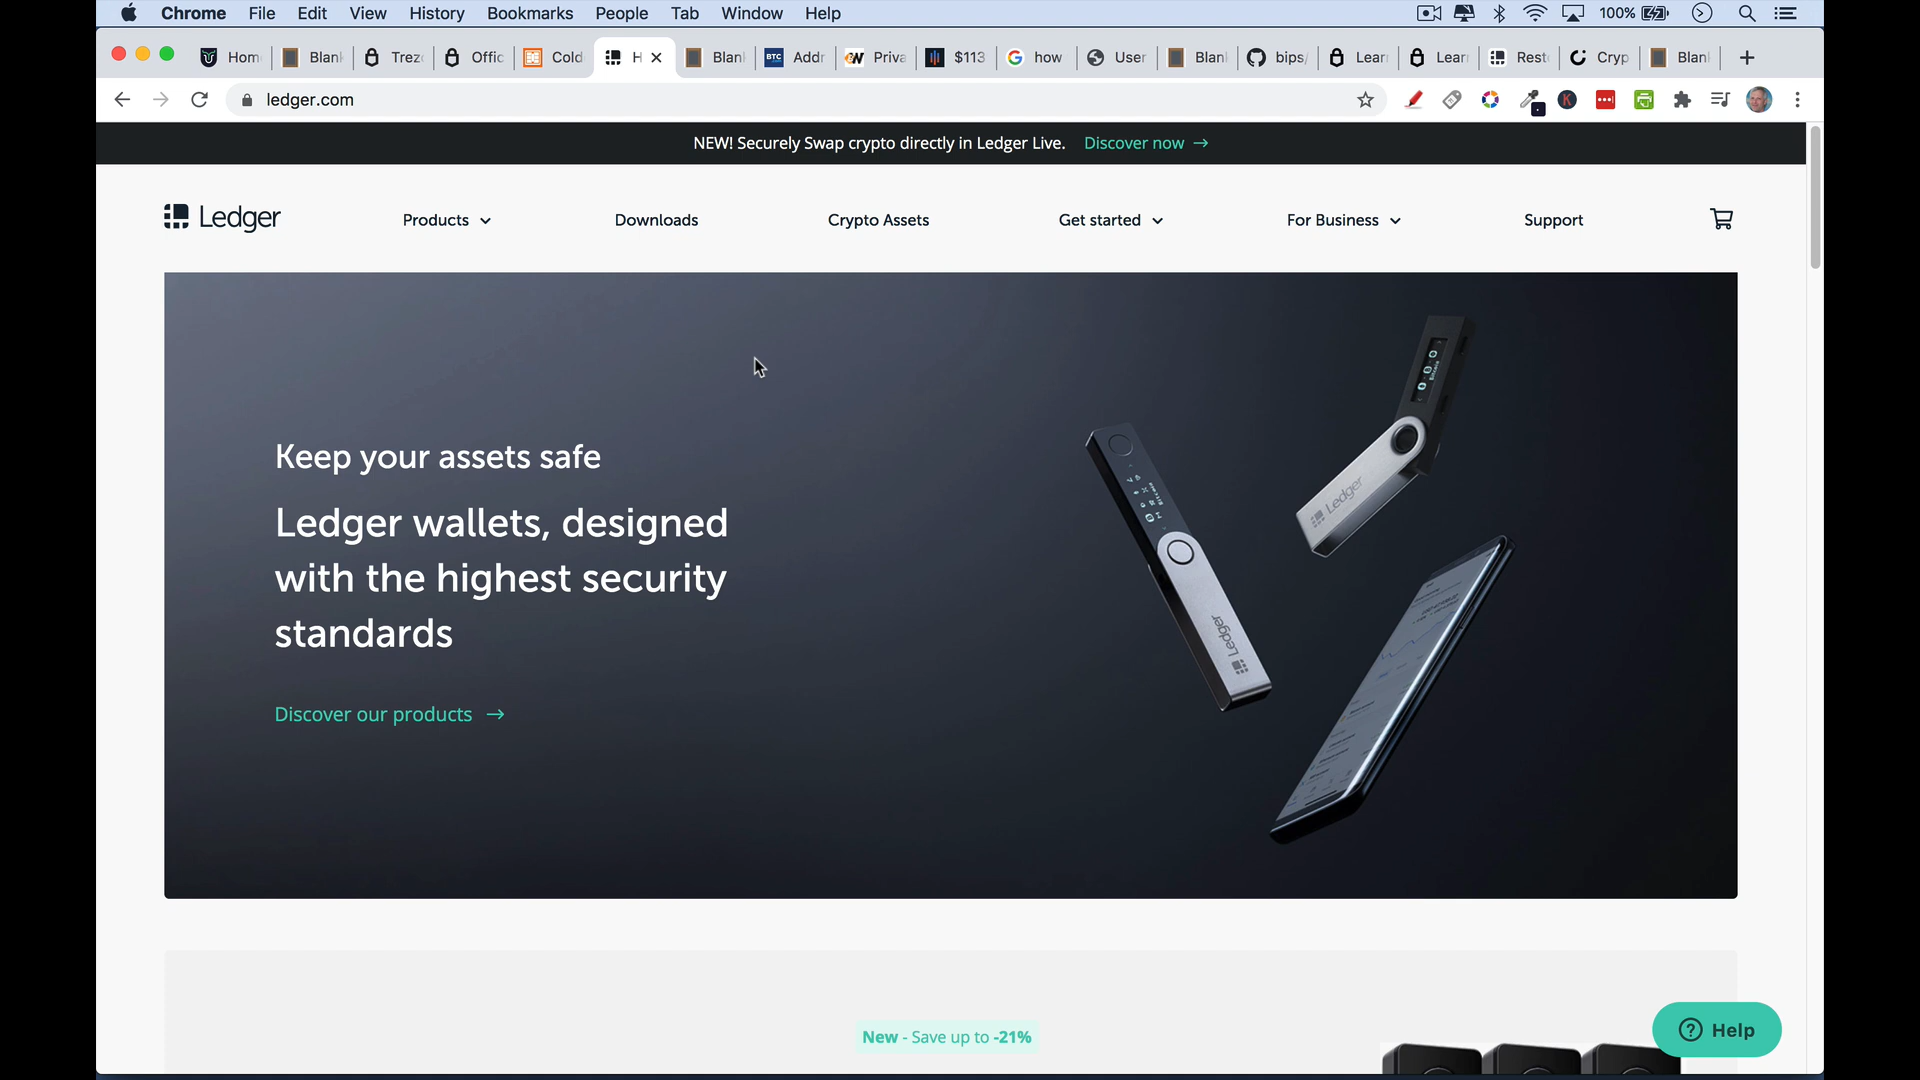 Chrome File Edit View History Bookmarks People Tab Window Help 100%
Hom Blan Trez Offic Cold H Blan BTC Addr Priva $113 how User Blan bips/ Lear Lear Rest Cryp Blan
ledger.com
NEW! Securely Swap crypto directly in Ledger Live. Discover now →
Ledger Products Downloads Crypto Assets Get started For Business Support
Keep your assets safe
Ledger wallets, designed
with the highest security
standards
Discover our products →
Ledger
Ledger
New - Save up to -21%
Help